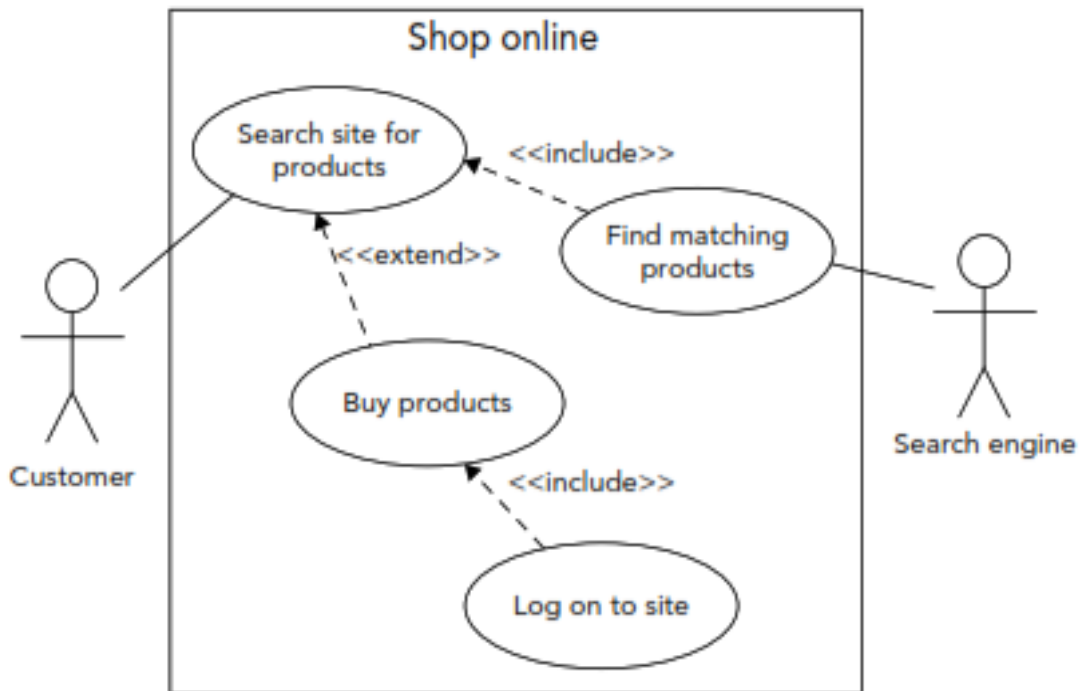 Shop online
Search site for
products
<<include>>
Find matching
products
<<extend>>
Buy products
Customer
Search engine
<<include>>
Log on to site